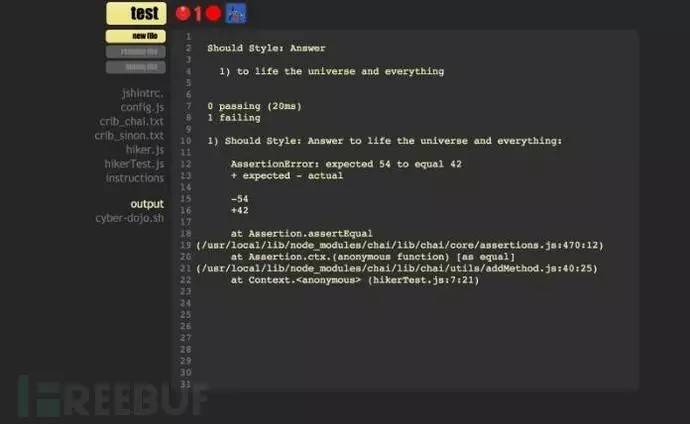 test
1
new file
jshintrc.
config.js
crib_chai.txt
crib_sinon.txt
hiker.js
hikerTest.js
instructions
output
cyber-dojo.sh
1
2 Should Style: Answer
3
4 1) to life the universe and everything
5
6
7 0 passing (20ms)
8 1 failing
9
10 1) Should Style: Answer to life the universe and everything:
11
12 AssertionError: expected 54 to equal 42
13 + expected - actual
14
15 -54
16 +42
17
18 at Assertion.assertEqual
19 (/usr/local/lib/node_modules/chai/lib/chai/core/assertions.js:470:12)
20 at Assertion.ctx.(anonymous function) [as equal]
21 (/usr/local/lib/node_modules/chai/lib/chai/utils/addMethod.js:40:25)
22 at Context.<anonymous> (hikerTest.js:7:21)
23
24
25
26
27
28
29
30
31
FREEBUF